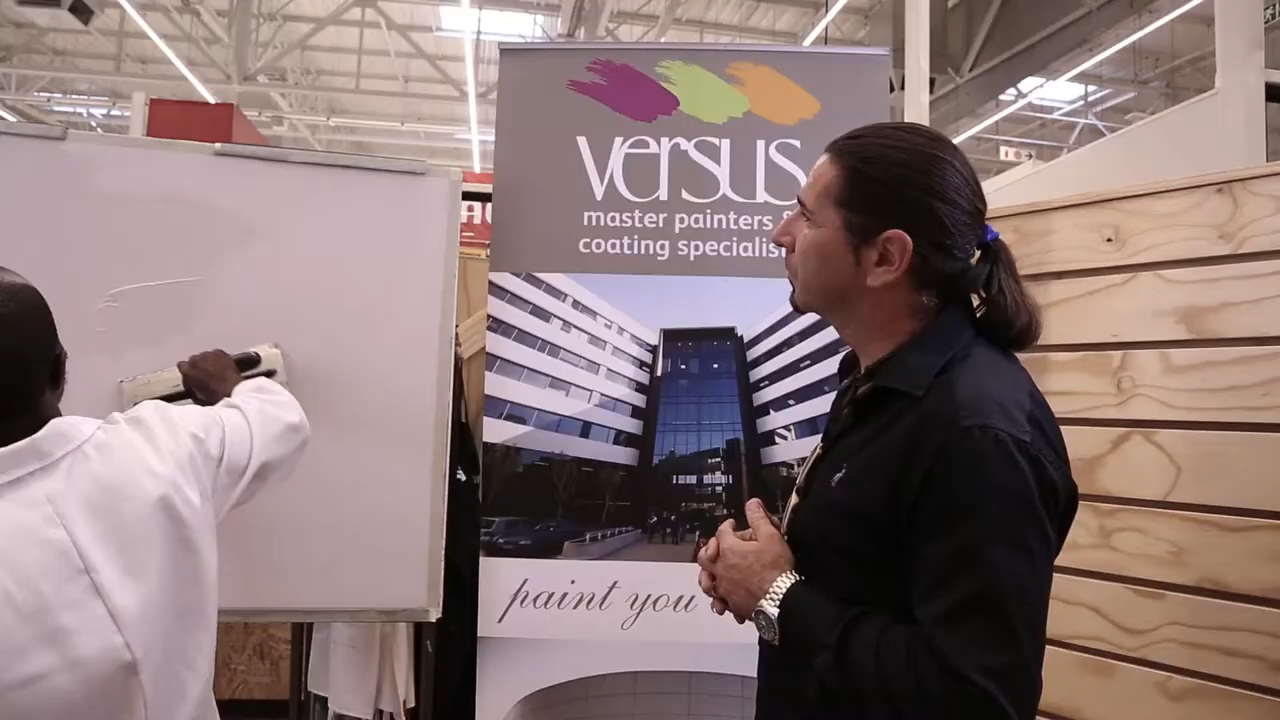 versus
master painters
coating specialis
paint you